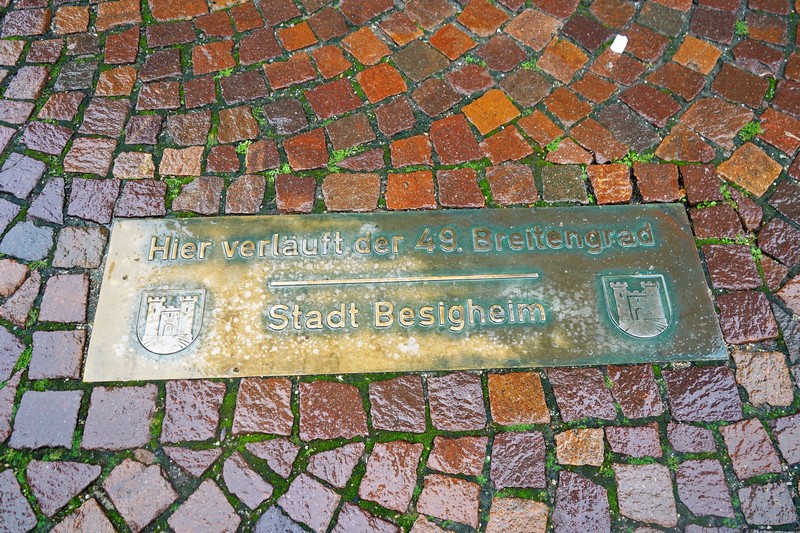 Hier verläuft der 49. Breitengrad
Stadt Besigheim